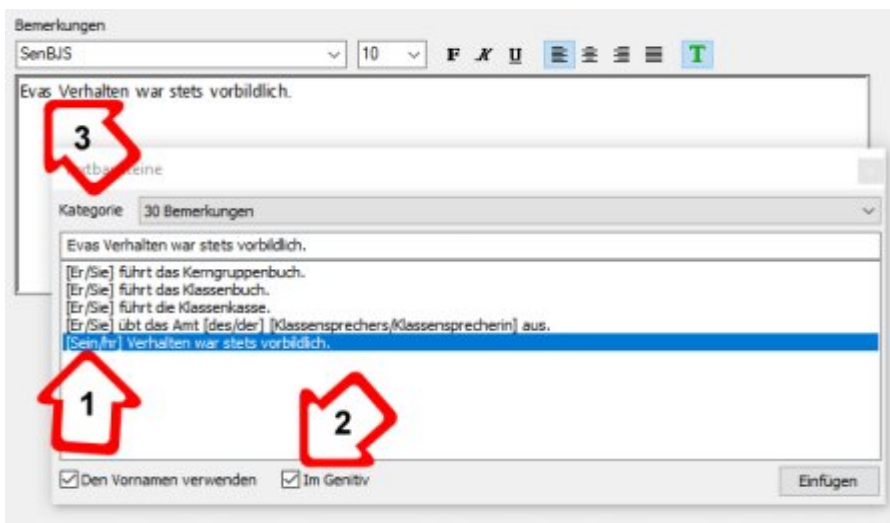 Bemerkungen
SenBJS 10 F K U T
Evas Verhalten war stets vorbildlich.
3
Kategorie 30 Bemerkungen
Evas Verhalten war stets vorbildlich.
[Er/Sie] führt das Kerngruppenbuch.
[Er/Sie] führt das Klassenbuch.
[Er/Sie] führt die Klassenkasse.
[Er/Sie] übt das Amt [des/der] [Klassensprechers/Klassensprecherin] aus.
[Sein/hr] Verhalten war stets vorbildlich.
1
2
Den Vornamen verwenden Im Genitiv Einfügen